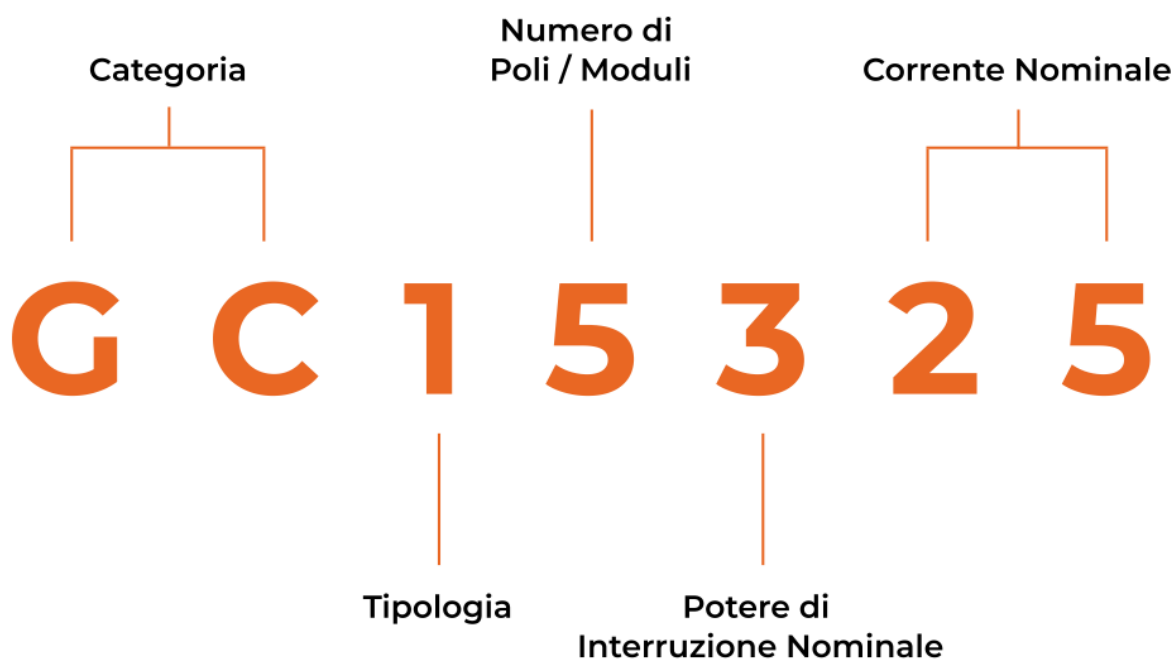 Categoria
Numero di
Poli / Moduli
Corrente Nominale
G C 1 5 3 2 5
Tipologia
Potere di
Interruzione Nominale